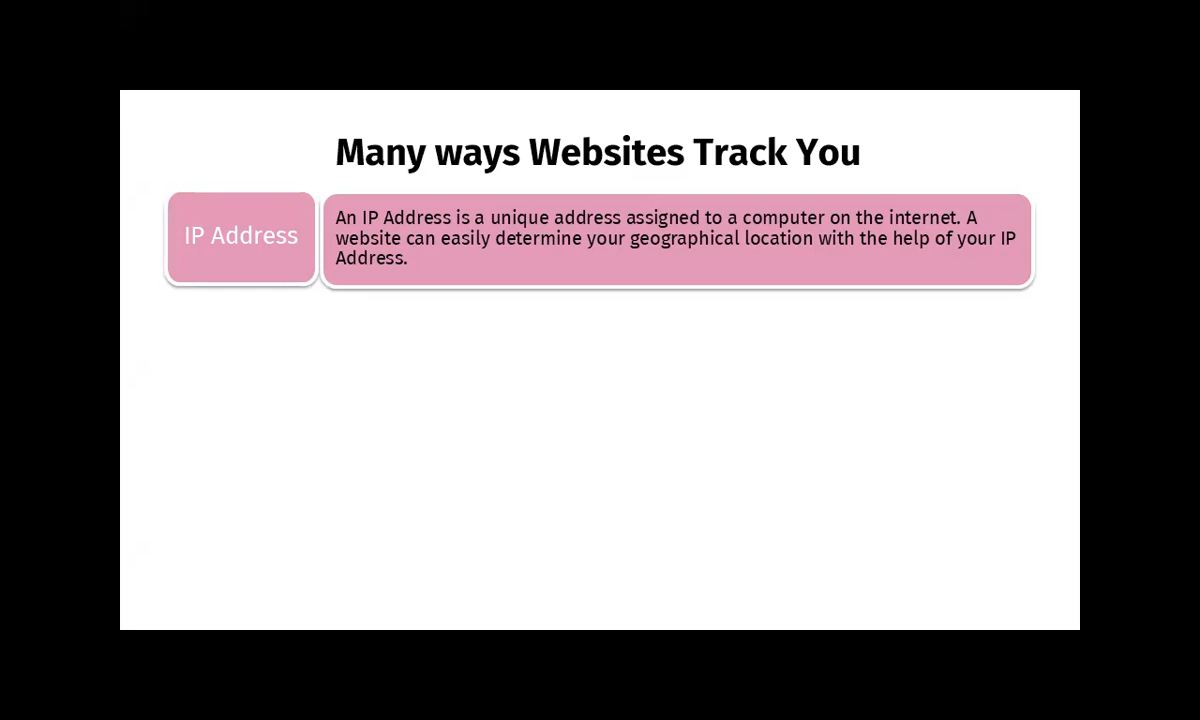 Many ways Websites Track You
IP Address
An IP Address is a unique address assigned to a computer on the internet. A
website can easily determine your geographical location with the help of your IP
Address.